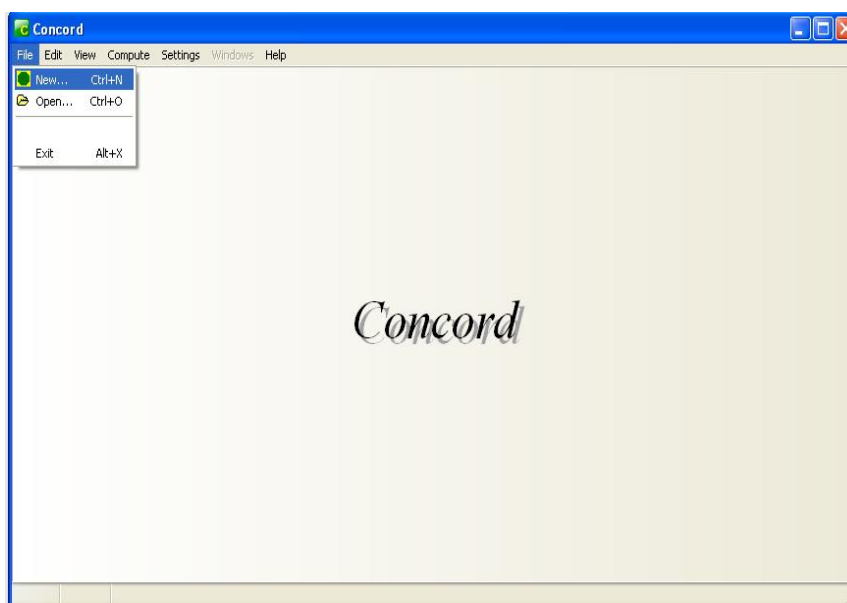 Concord
File Edit View Compute Settings Windows Help
New... Ctrl+N
Open... Ctrl+O
Exit Alt+X
Concord